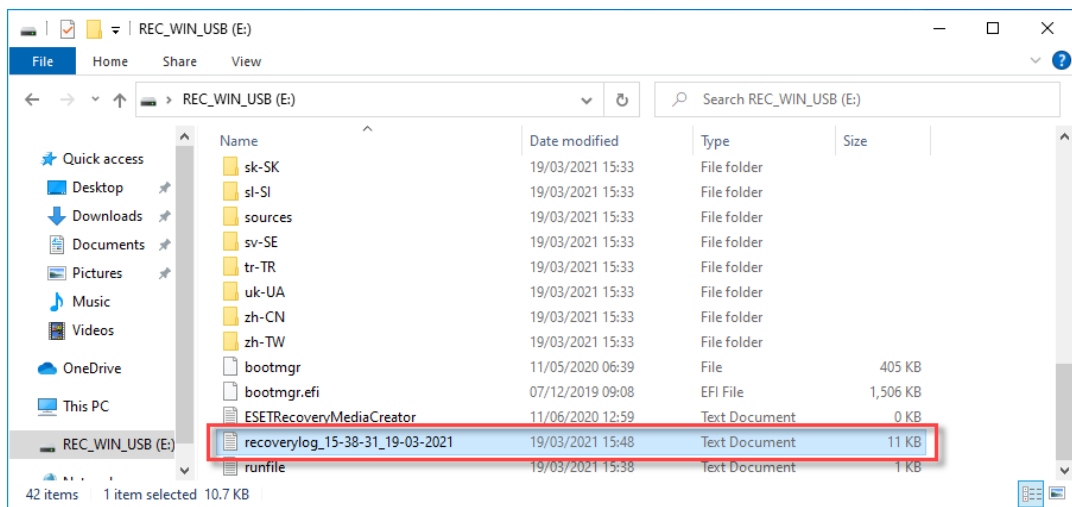 REC_WIN_USB (E:)
File Home Share View
REC_WIN_USB (E:) Search REC_WIN_USB (E:)
Quick access
Desktop
Downloads
Documents
Pictures
Music
Videos
OneDrive
This PC
REC_WIN_USB (E:)
Name Date modified Type Size
sk-SK 19/03/2021 15:33 File folder
sl-SI 19/03/2021 15:33 File folder
sources 19/03/2021 15:33 File folder
sv-SE 19/03/2021 15:33 File folder
tr-TR 19/03/2021 15:33 File folder
uk-UA 19/03/2021 15:33 File folder
zh-CN 19/03/2021 15:33 File folder
zh-TW 19/03/2021 15:33 File folder
bootmgr 11/05/2020 06:39 File 405 KB
bootmgr.efi 07/12/2019 09:08 EFI File 1,506 KB
ESETRecoveryMediaCreator 11/06/2020 12:59 Text Document 0 KB
recoverylog_15-38-31_19-03-2021 19/03/2021 15:48 Text Document 11 KB
runfile 19/03/2021 15:38 Text Document 1 KB
42 items 1 item selected 10.7 KB